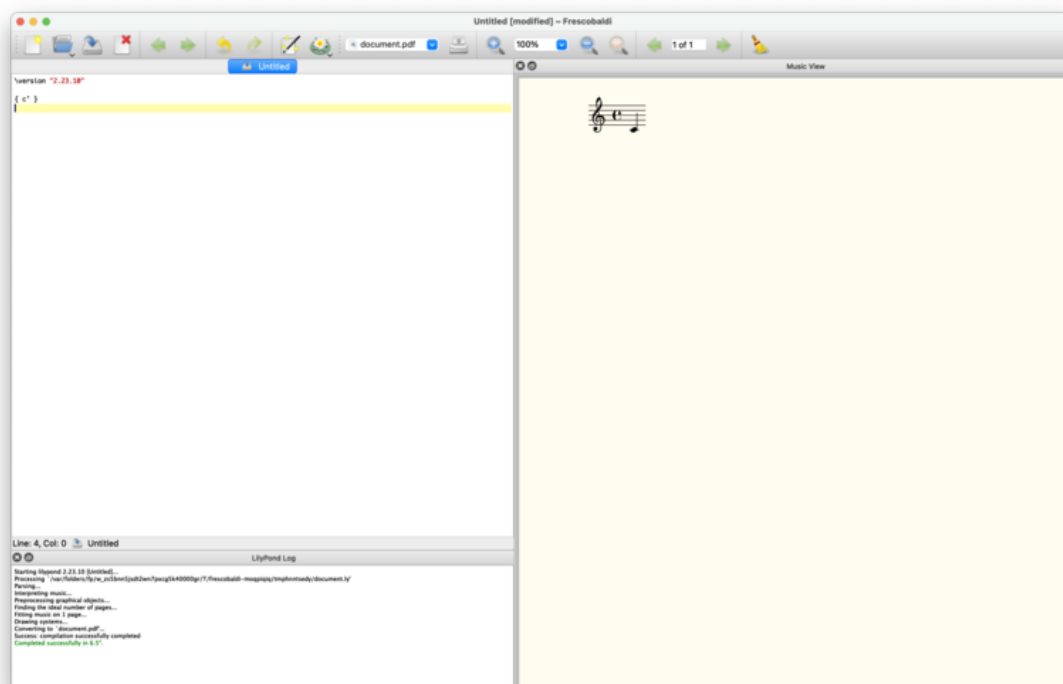 Untitled [modified] – Frescobaldi
document.pdf
100%
1 of 1
Untitled
Music View
\version "2.23.10"
{ c' }
Line: 4, Col: 0 Untitled
LilyPond Log
Starting lilypond 2.23.10 [Untitled]...
Parsing...
Interpreting music...
Preprocessing graphical objects...
Finding the ideal number of pages...
Fitting music on 1 page...
Drawing systems...
Converting to `document.pdf'...
Success: compilation successfully completed
Completed successfully in 6.5".